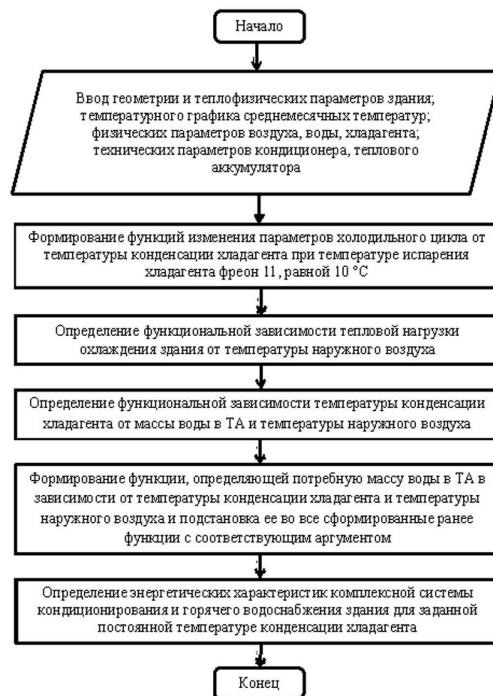 Начало
Ввод геометрии и теплофизических параметров здания;
температурного графика среднемесячных температур;
физических параметров воздуха, воды, хладагента;
технических параметров кондиционера, теплового
аккумулятора
Формирование функций изменения параметров холодильного цикла от
температуры конденсации хладагента при температуре испарения
хладагента фреон 11, равной 10 °С
Определение функциональной зависимости тепловой нагрузки
охлаждения здания от температуры наружного воздуха
Определение функциональной зависимости температуры конденсации
хладагента от массы воды в ТА и температуры наружного воздуха
Формирование функции, определяющей потребную массу воды в ТА в
зависимости от температуры конденсации хладагента и температуры
наружного воздуха и подстановка ее во все сформированные ранее
функции с соответствующим аргументом
Определение энергетических характеристик комплексной системы
кондиционирования и горячего водоснабжения здания для заданной
постоянной температуре конденсации хладагента
Конец